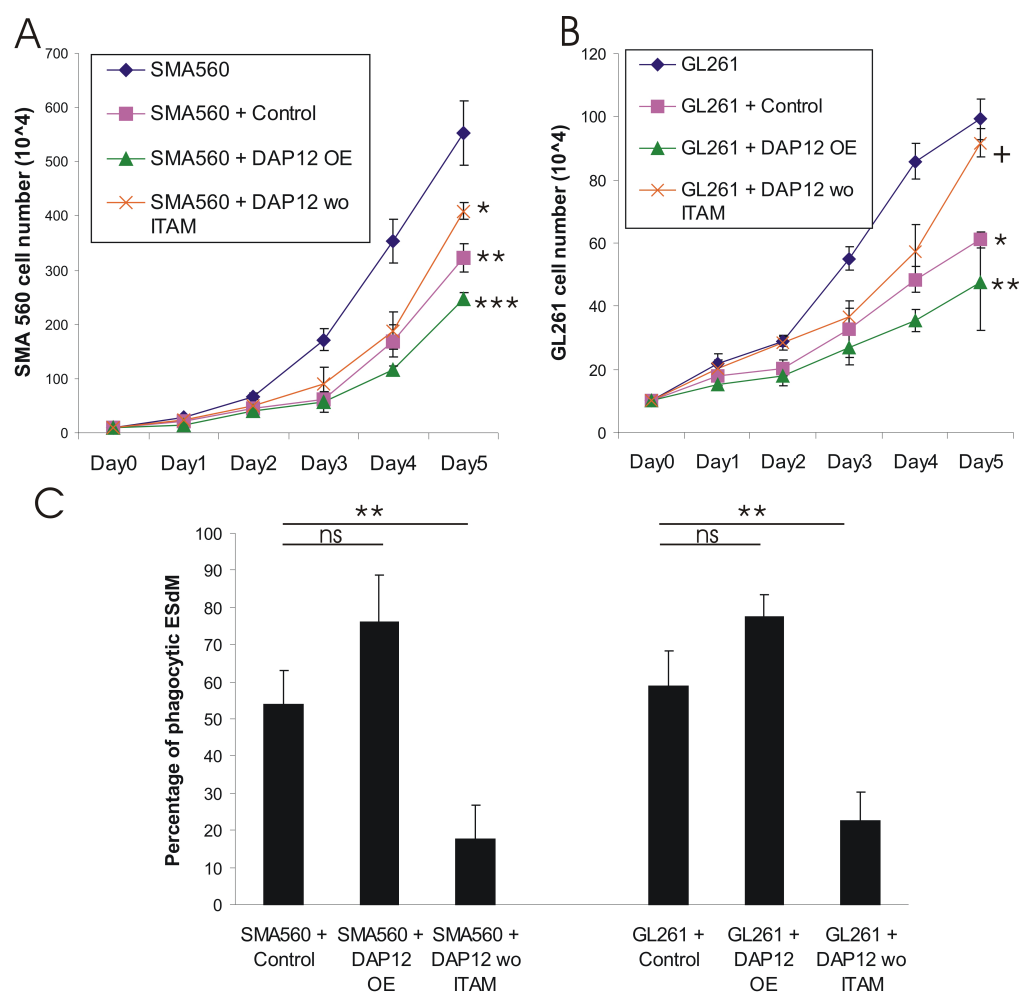 A
700
600
500
400
300
200
100
0
SMA 560 cell number (10^4)
SMA560
SMA560 + Control
SMA560 + DAP12 OE
SMA560 + DAP12 wo
ITAM
*
**
***
Day0 Day1 Day2 Day3 Day4 Day5
B
120
100
80
60
40
20
0
GL261 cell number (10^4)
GL261
GL261 + Control
GL261 + DAP12 OE
GL261 + DAP12 wo
ITAM
+
*
**
Day0 Day1 Day2 Day3 Day4 Day5
C
100
90
80
70
60
50
40
30
20
10
0
Percentage of phagocytic ESdM
**
ns
**
ns
SMA560 +
Control
SMA560 +
DAP12
OE
SMA560 +
DAP12 wo
ITAM
GL261 +
Control
GL261 +
DAP12
OE
GL261 +
DAP12 wo
ITAM